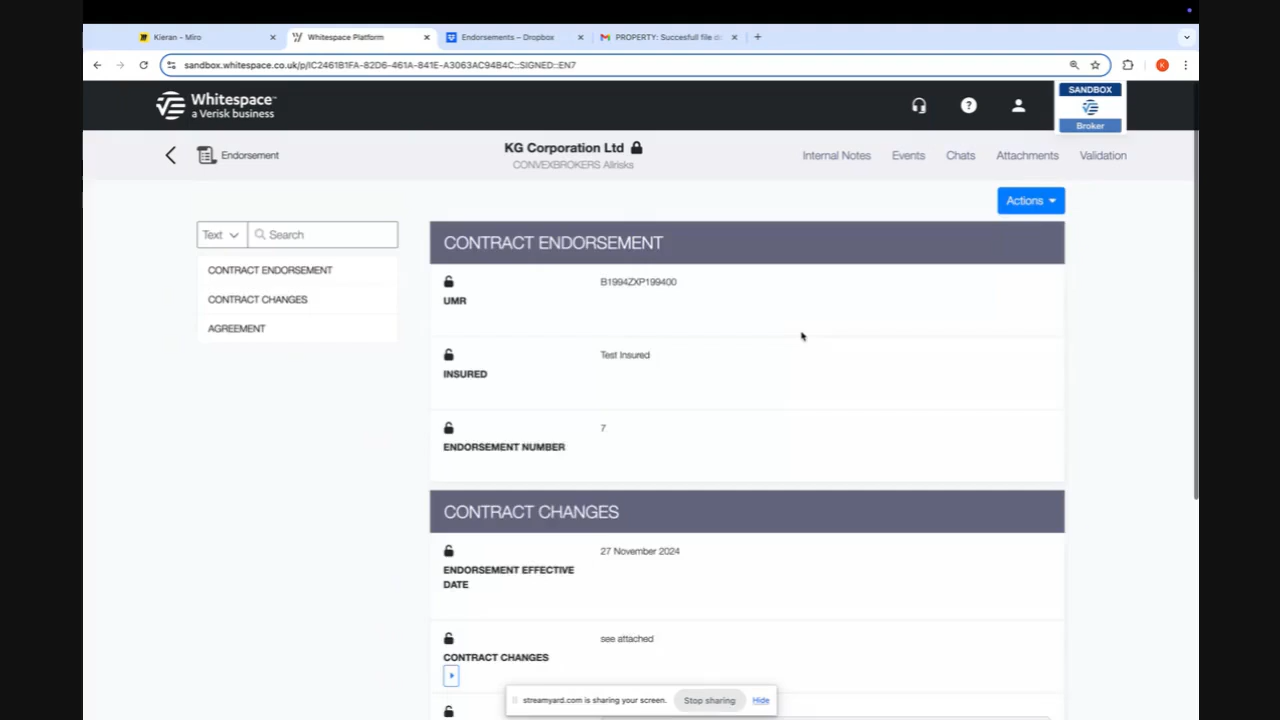 Kieran - Miro
Whitespace Platform
Endorsements – Dropbox
PROPERTY: Succesfull file d
sandbox.whitespace.co.uk/p/IC2461B1FA-82D6-461A-841E-A3063AC94B4C::SIGNED::EN7
K
Whitespace™
a Verisk business
SANDBOX
Broker
Endorsement
KG Corporation Ltd
CONVEXBROKERS Allrisks
Internal Notes
Events
Chats
Attachments
Validation
Actions
Text
Search
CONTRACT ENDORSEMENT
CONTRACT CHANGES
AGREEMENT
CONTRACT ENDORSEMENT
B1994ZXP199400
UMR
Test Insured
INSURED
7
ENDORSEMENT NUMBER
CONTRACT CHANGES
27 November 2024
ENDORSEMENT EFFECTIVE
DATE
see attached
CONTRACT CHANGES
streamyard.com is sharing your screen.
Stop sharing
Hide